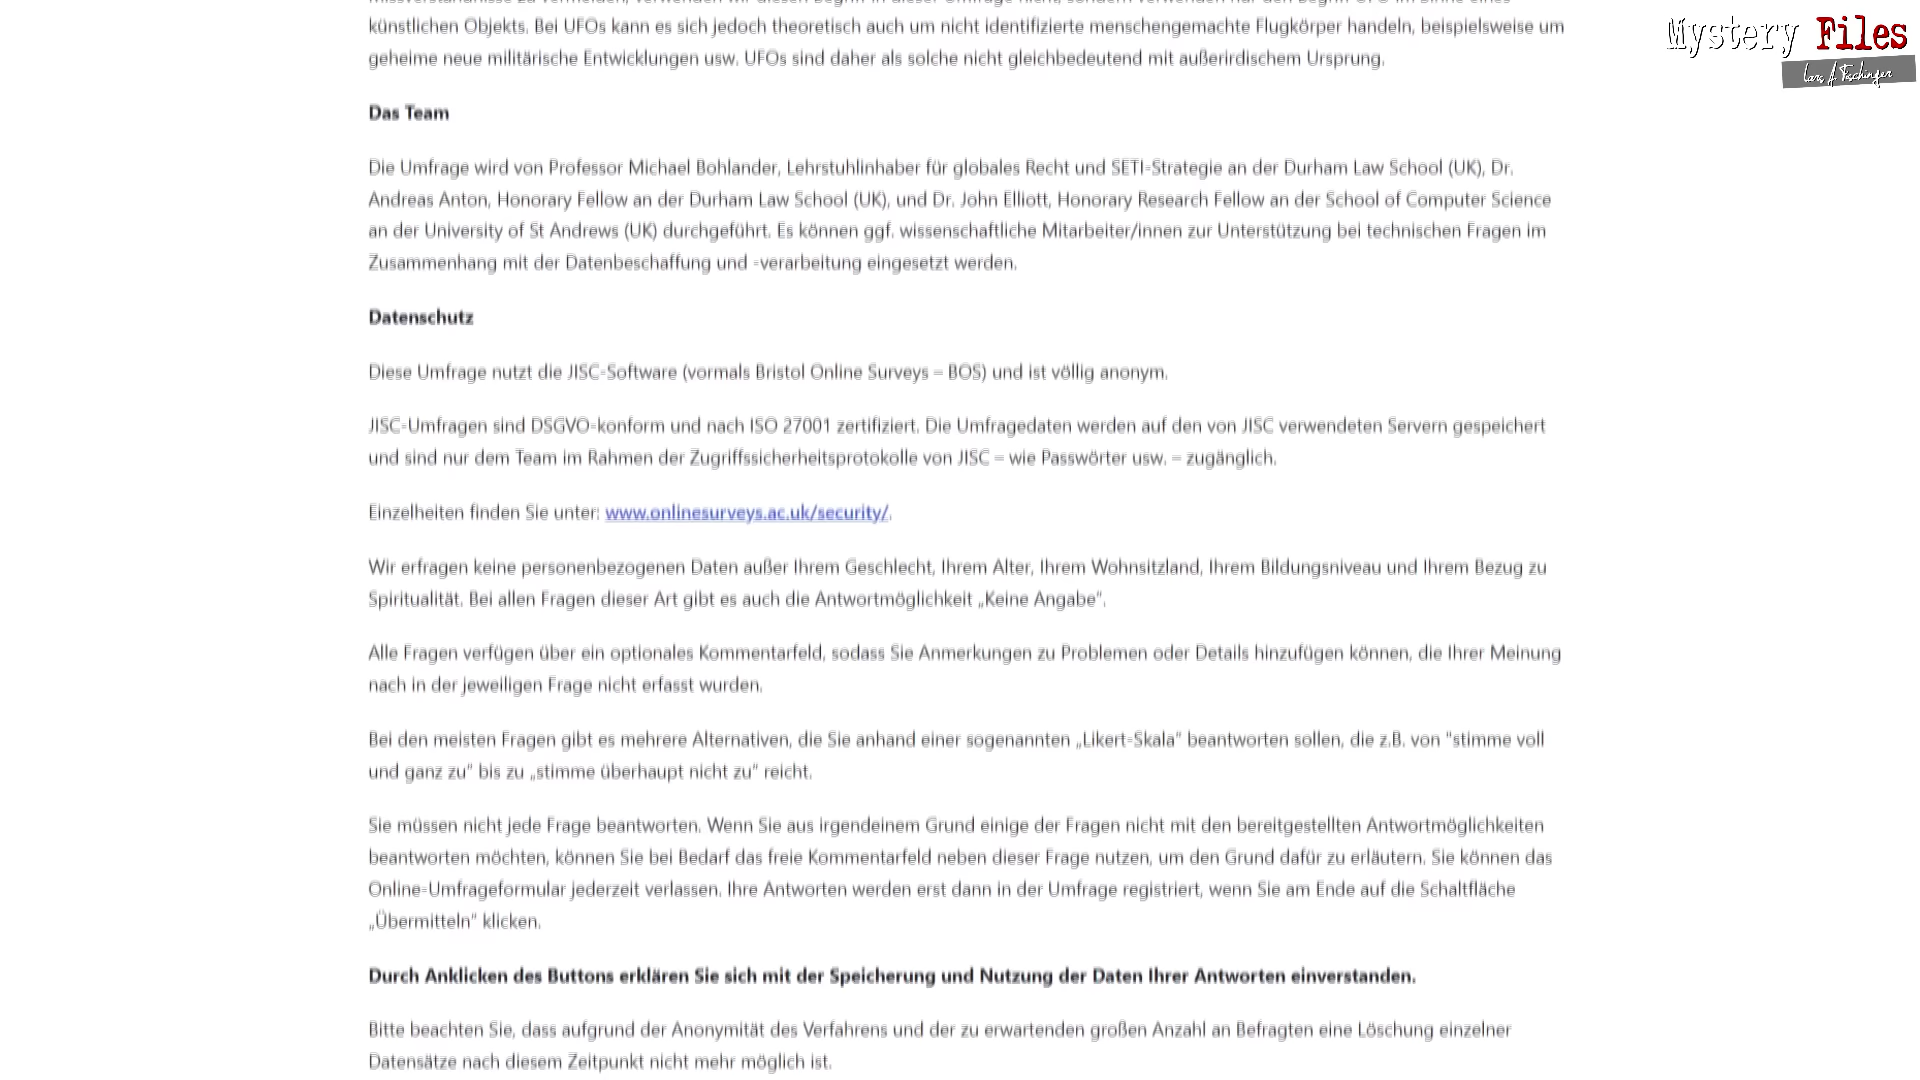 künstlichen Objekts. Bei UFOs kann es sich jedoch theoretisch auch um nicht identifizierte menschengemachte Flugkörper handeln, beispielsweise um
geheime neue militärische Entwicklungen usw. UFOs sind daher als solche nicht gleichbedeutend mit außerirdischem Ursprung.
Mystery Files
Lars A. Fischinger
Das Team
Die Umfrage wird von Professor Michael Bohlander, Lehrstuhlinhaber für globales Recht und SETI-Strategie an der Durham Law School (UK), Dr.
Andreas Anton, Honorary Fellow an der Durham Law School (UK), und Dr. John Elliott, Honorary Research Fellow an der School of Computer Science
an der University of St Andrews (UK) durchgeführt. Es können ggf. wissenschaftliche Mitarbeiter/innen zur Unterstützung bei technischen Fragen im
Zusammenhang mit der Datenbeschaffung und -verarbeitung eingesetzt werden.
Datenschutz
Diese Umfrage nutzt die JISC-Software (vormals Bristol Online Surveys – BOS) und ist völlig anonym.
JISC-Umfragen sind DSGVO-konform und nach ISO 27001 zertifiziert. Die Umfragedaten werden auf den von JISC verwendeten Servern gespeichert
und sind nur dem Team im Rahmen der Zugriffssicherheitsprotokolle von JISC – wie Passwörter usw. – zugänglich.
Einzelheiten finden Sie unter: www.onlinesurveys.ac.uk/security/.
Wir erfragen keine personenbezogenen Daten außer Ihrem Geschlecht, Ihrem Alter, Ihrem Wohnsitzland, Ihrem Bildungsniveau und Ihrem Bezug zu
Spiritualität. Bei allen Fragen dieser Art gibt es auch die Antwortmöglichkeit „Keine Angabe".
Alle Fragen verfügen über ein optionales Kommentarfeld, sodass Sie Anmerkungen zu Problemen oder Details hinzufügen können, die Ihrer Meinung
nach in der jeweiligen Frage nicht erfasst wurden.
Bei den meisten Fragen gibt es mehrere Alternativen, die Sie anhand einer sogenannten „Likert-Skala" beantworten sollen, die z.B. von "stimme voll
und ganz zu" bis zu „stimme überhaupt nicht zu" reicht.
Sie müssen nicht jede Frage beantworten. Wenn Sie aus irgendeinem Grund einige der Fragen nicht mit den bereitgestellten Antwortmöglichkeiten
beantworten möchten, können Sie bei Bedarf das freie Kommentarfeld neben dieser Frage nutzen, um den Grund dafür zu erläutern. Sie können das
Online-Umfrageformular jederzeit verlassen. Ihre Antworten werden erst dann in der Umfrage registriert, wenn Sie am Ende auf die Schaltfläche
„Übermitteln" klicken.
Durch Anklicken des Buttons erklären Sie sich mit der Speicherung und Nutzung der Daten Ihrer Antworten einverstanden.
Bitte beachten Sie, dass aufgrund der Anonymität des Verfahrens und der zu erwartenden großen Anzahl an Befragten eine Löschung einzelner
Datensätze nach diesem Zeitpunkt nicht mehr möglich ist.